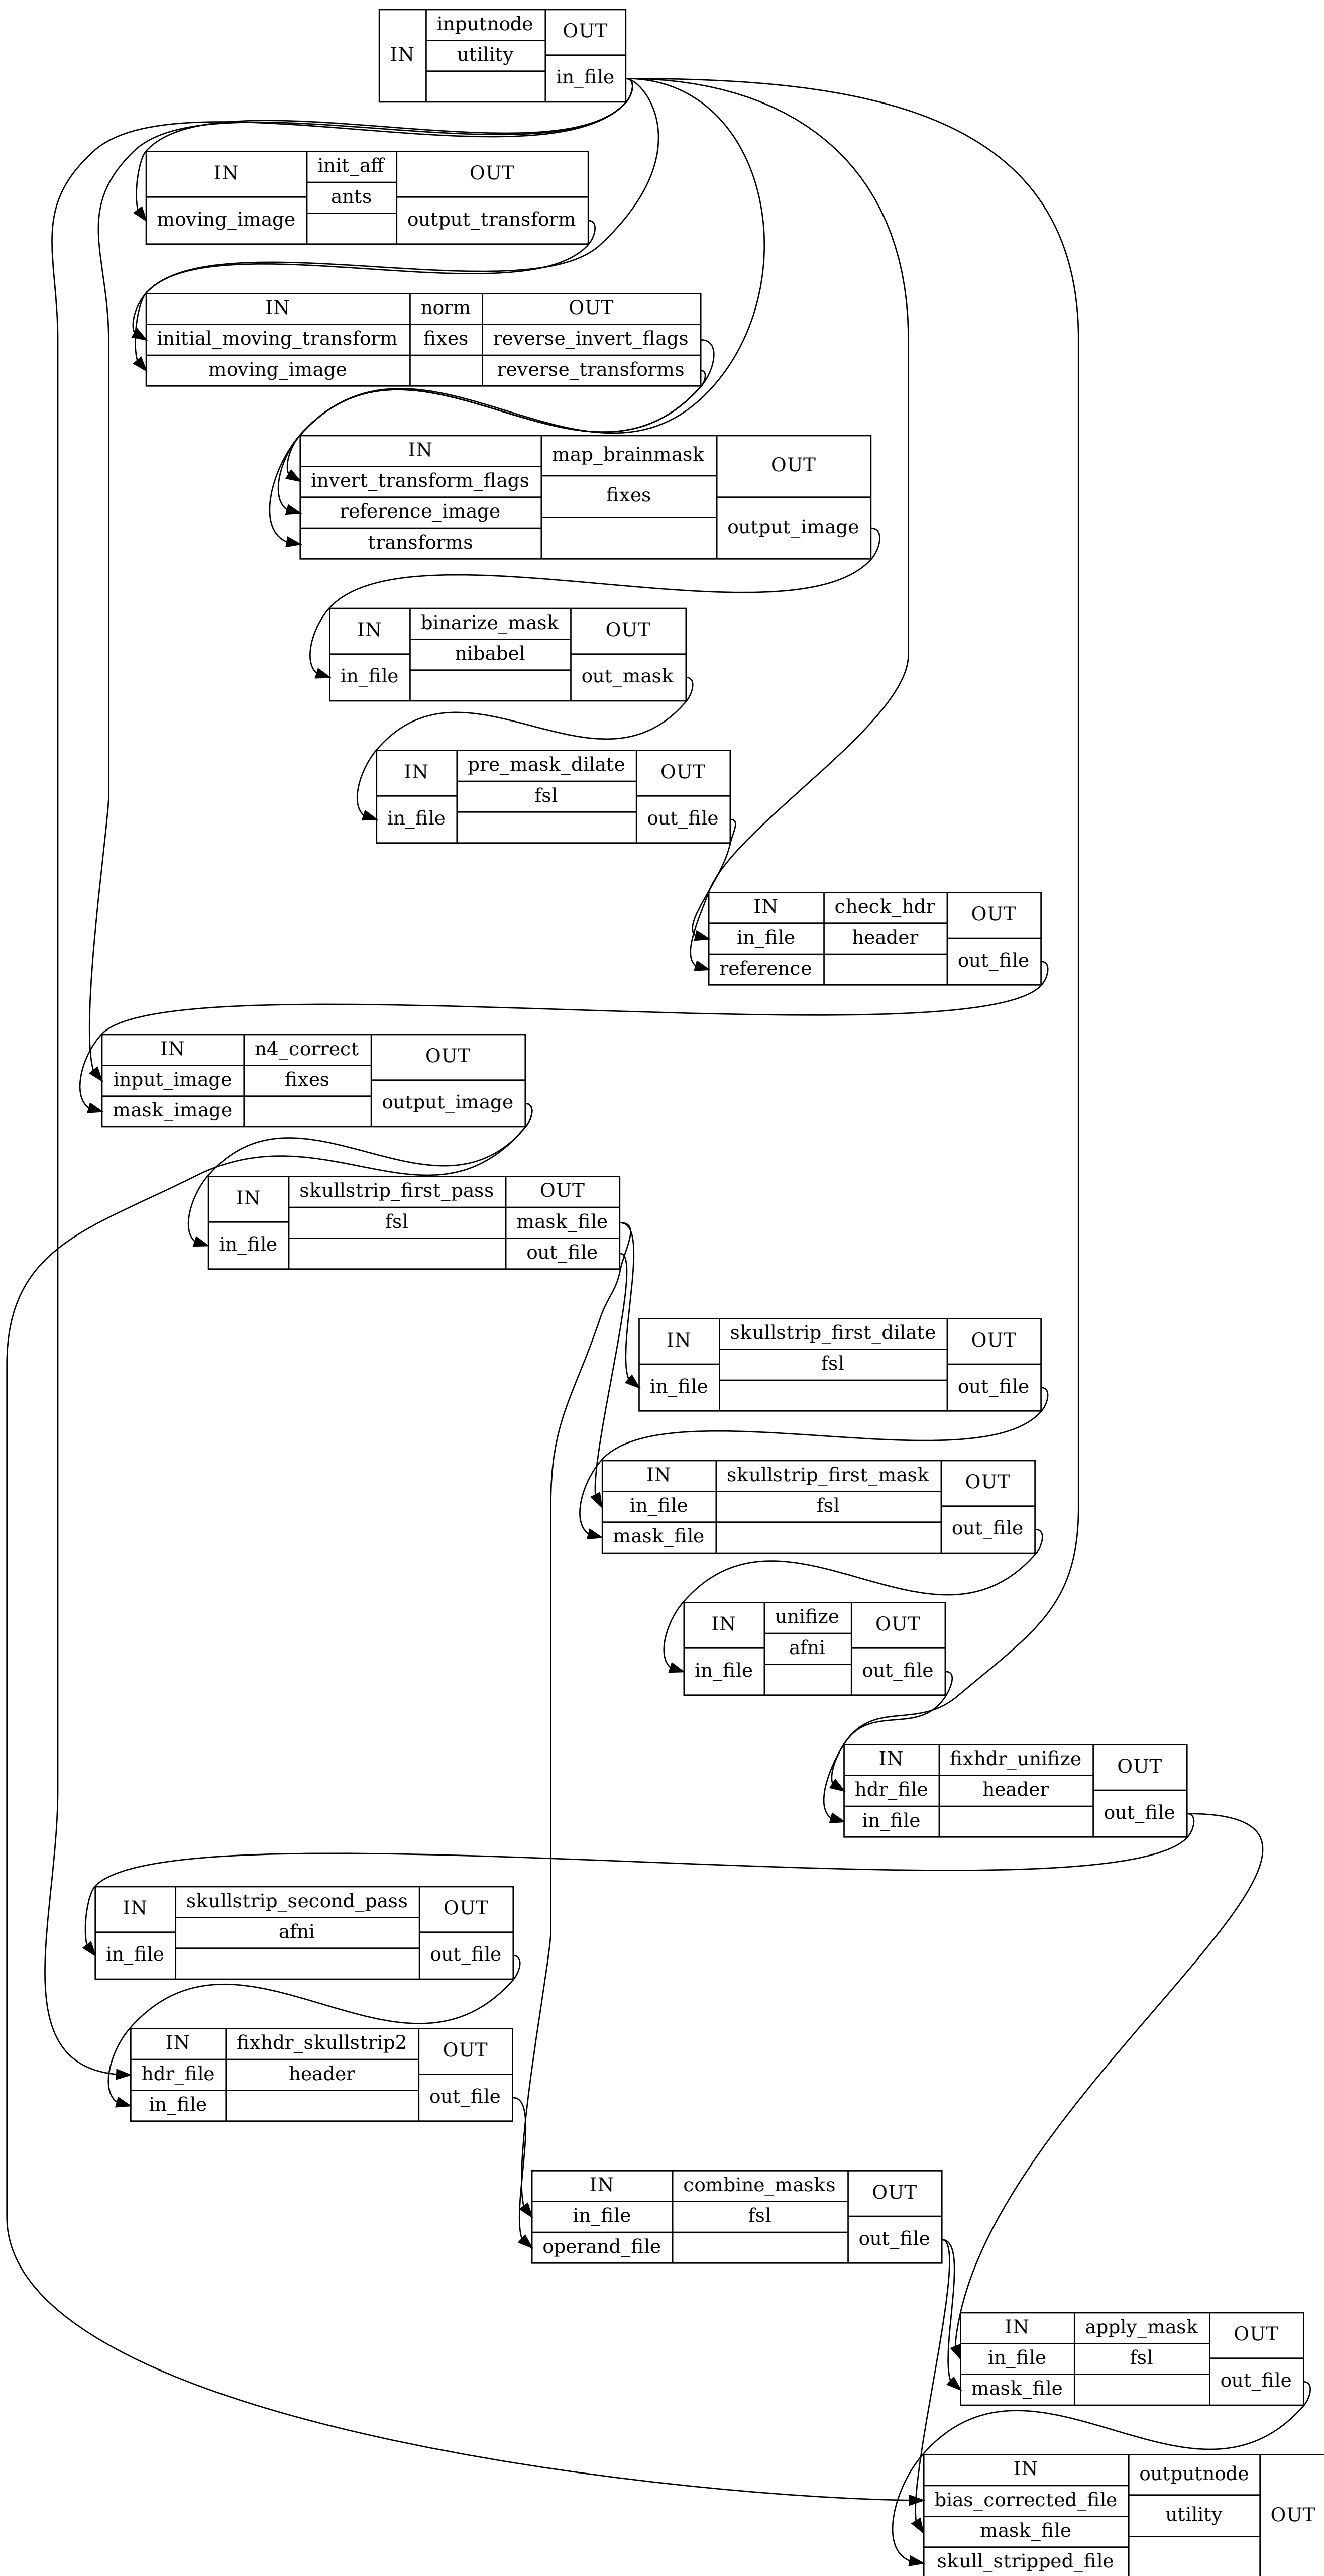 IN inputnode OUT
utility
in_file
IN init_aff OUT
ants
moving_image output_transform
IN norm OUT
initial_moving_transform fixes reverse_invert_flags
moving_image reverse_transforms
IN map_brainmask OUT
invert_transform_flags fixes
reference_image
transforms output_image
IN binarize_mask OUT
nibabel
in_file out_mask
IN pre_mask_dilate OUT
fsl
in_file out_file
IN check_hdr OUT
in_file header
reference out_file
IN n4_correct OUT
input_image fixes
mask_image output_image
IN skullstrip_first_pass OUT
fsl mask_file
in_file out_file
IN skullstrip_first_dilate OUT
fsl
in_file out_file
IN skullstrip_first_mask OUT
in_file fsl
mask_file out_file
IN unifize OUT
afni
in_file out_file
IN fixhdr_unifize OUT
hdr_file header
in_file out_file
IN skullstrip_second_pass OUT
afni
in_file out_file
IN fixhdr_skullstrip2 OUT
hdr_file header
in_file out_file
IN combine_masks OUT
in_file fsl
operand_file out_file
IN apply_mask OUT
in_file fsl
mask_file out_file
IN outputnode OUT
bias_corrected_file utility
mask_file
skull_stripped_file